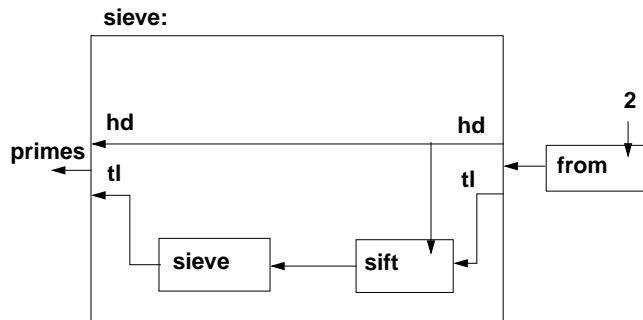 sieve:
2
hd hd
primes from
tl tl
sieve sift